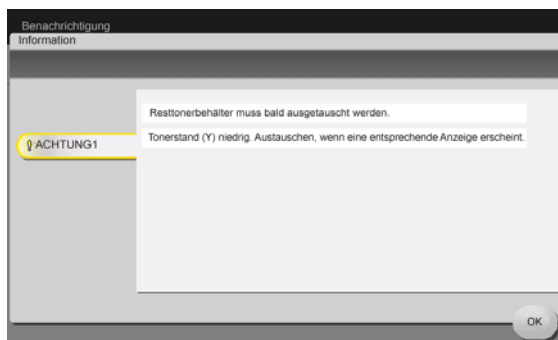 Benachrichtigung
Information
Resttonerbehälter muss bald ausgetauscht werden.
Tonerstand (Y) niedrig. Austauschen, wenn eine entsprechende Anzeige erscheint.
ACHTUNG1
OK